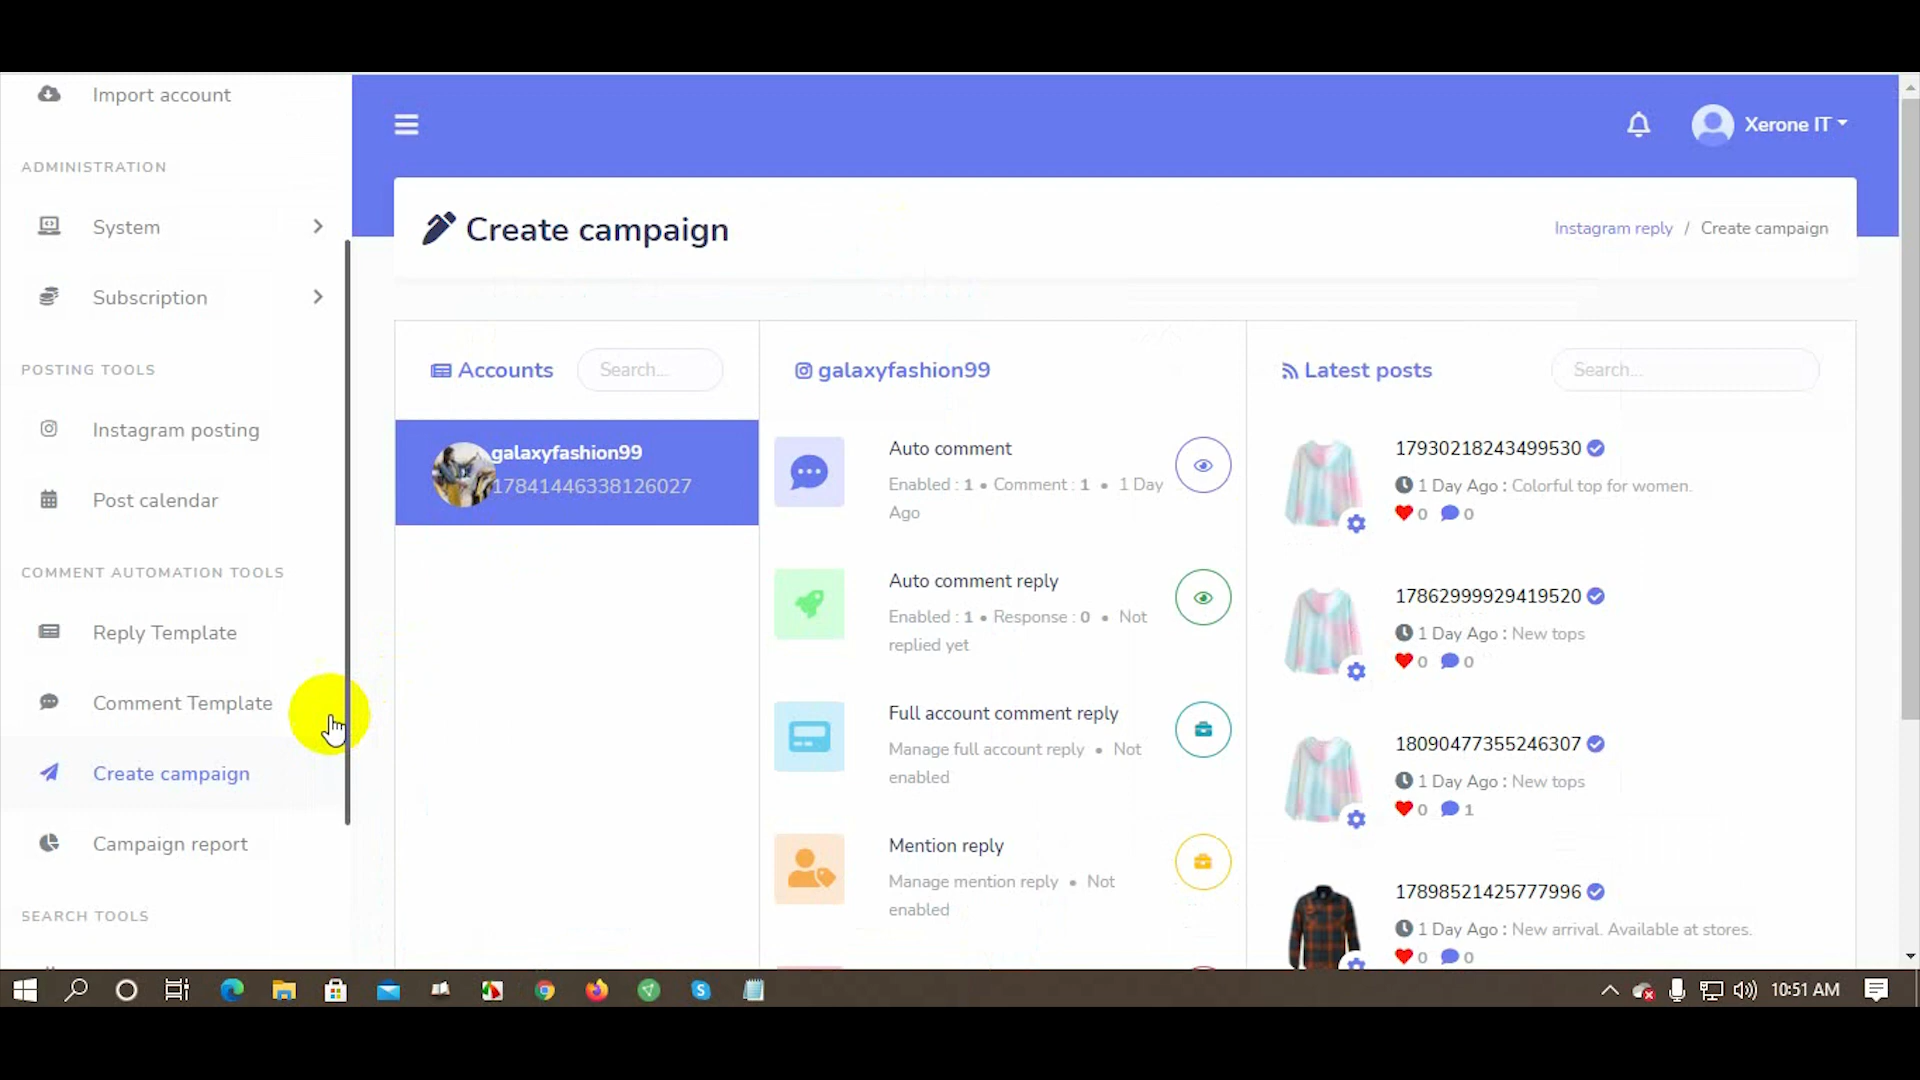 Import account
ADMINISTRATION
System
Subscription
POSTING TOOLS
Instagram posting
Post calendar
COMMENT AUTOMATION TOOLS
Reply Template
Comment Template
Create campaign
Campaign report
SEARCH TOOLS
Xerone IT
Create campaign
Instagram reply / Create campaign
Accounts
Search...
galaxyfashion99
17841446338126027
galaxyfashion99
Auto comment
Enabled : 1 • Comment : 1 • 1 Day
Ago
Auto comment reply
Enabled : 1 • Response : 0 • Not
replied yet
Full account comment reply
Manage full account reply • Not
enabled
Mention reply
Manage mention reply • Not
enabled
Latest posts
Search...
17930218243499530
1 Day Ago : Colorful top for women.
0 0
17862999929419520
1 Day Ago : New tops
0 0
18090477355246307
1 Day Ago : New tops
0 1
17898521425777996
1 Day Ago : New arrival. Available at stores.
0 0
10:51 AM